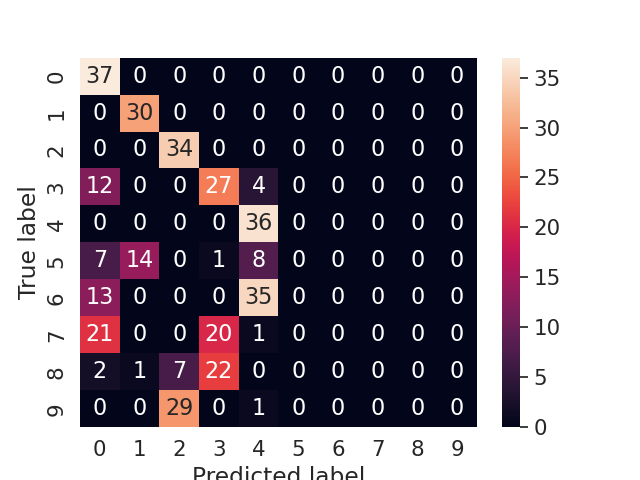 0 37 0 0 0 0 0 0 0 0 0
1 0 30 0 0 0 0 0 0 0 0
2 0 0 34 0 0 0 0 0 0 0
3 12 0 0 27 4 0 0 0 0 0
4 0 0 0 0 36 0 0 0 0 0
5 7 14 0 1 8 0 0 0 0 0
6 13 0 0 0 35 0 0 0 0 0
7 21 0 0 20 1 0 0 0 0 0
8 2 1 7 22 0 0 0 0 0 0
9 0 0 29 0 1 0 0 0 0 0
0 1 2 3 4 5 6 7 8 9
Predicted label
True label
35
30
25
20
15
10
5
0